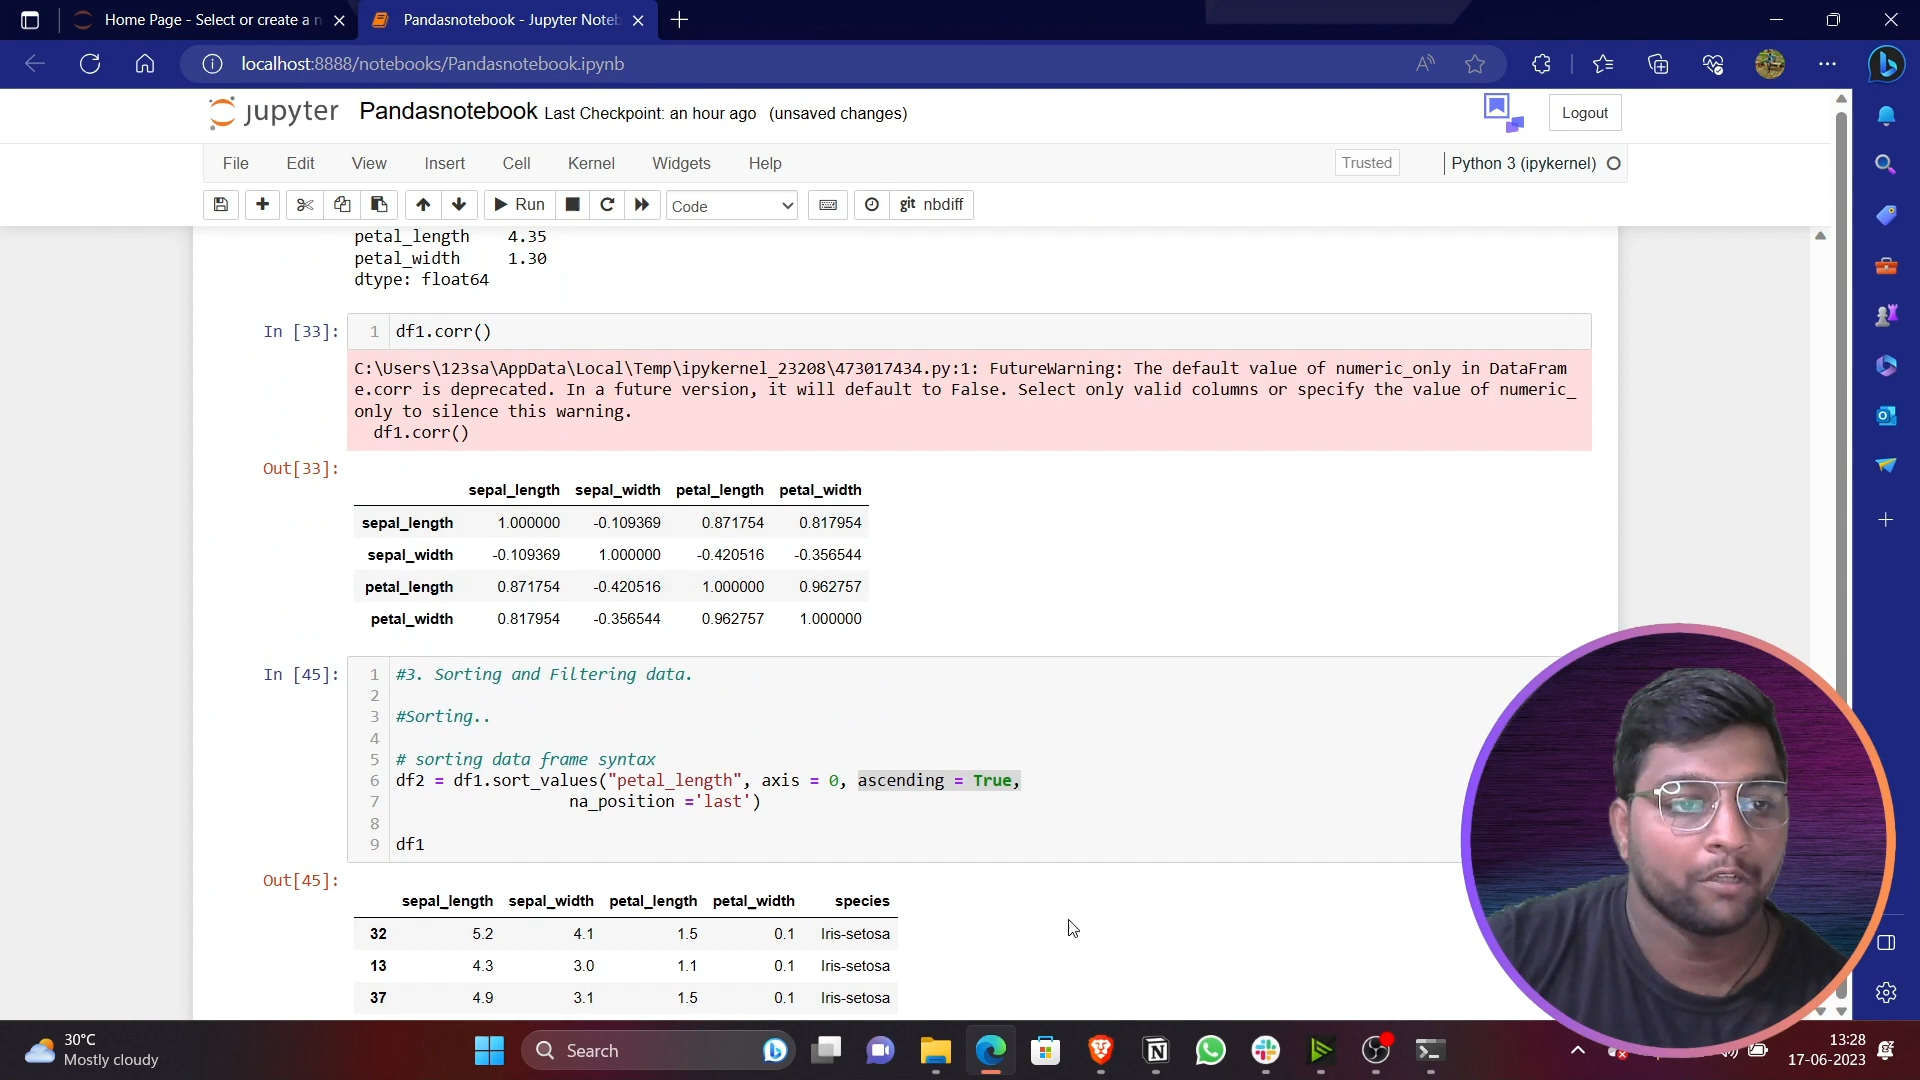 Home Page - Select or create a n
Pandasnotebook - Jupyter Noteb
localhost:8888/notebooks/Pandasnotebook.ipynb
jupyter Pandasnotebook Last Checkpoint: an hour ago (unsaved changes)
Logout
File Edit View Insert Cell Kernel Widgets Help
Trusted
Python 3 (ipykernel)
Run
Code
git nbdiff
petal_length 4.35
petal_width 1.30
dtype: float64
In [33]: 1 df1.corr()
C:\Users\123sa\AppData\Local\Temp\ipykernel_23208\473017434.py:1: FutureWarning: The default value of numeric_only in DataFram
e.corr is deprecated. In a future version, it will default to False. Select only valid columns or specify the value of numeric_
only to silence this warning.
df1.corr()
Out[33]:
sepal_length sepal_width petal_length petal_width
sepal_length 1.000000 -0.109369 0.871754 0.817954
sepal_width -0.109369 1.000000 -0.420516 -0.356544
petal_length 0.871754 -0.420516 1.000000 0.962757
petal_width 0.817954 -0.356544 0.962757 1.000000
In [45]: 1 #3. Sorting and Filtering data.
2
3 #Sorting..
4
5 # sorting data frame syntax
6 df2 = df1.sort_values("petal_length", axis = 0, ascending = True,
7 na_position ='last')
8
9 df1
Out[45]:
sepal_length sepal_width petal_length petal_width species
32 5.2 4.1 1.5 0.1 Iris-setosa
13 4.3 3.0 1.1 0.1 Iris-setosa
37 4.9 3.1 1.5 0.1 Iris-setosa
30°C
Mostly cloudy
Search
13:28
17-06-2023